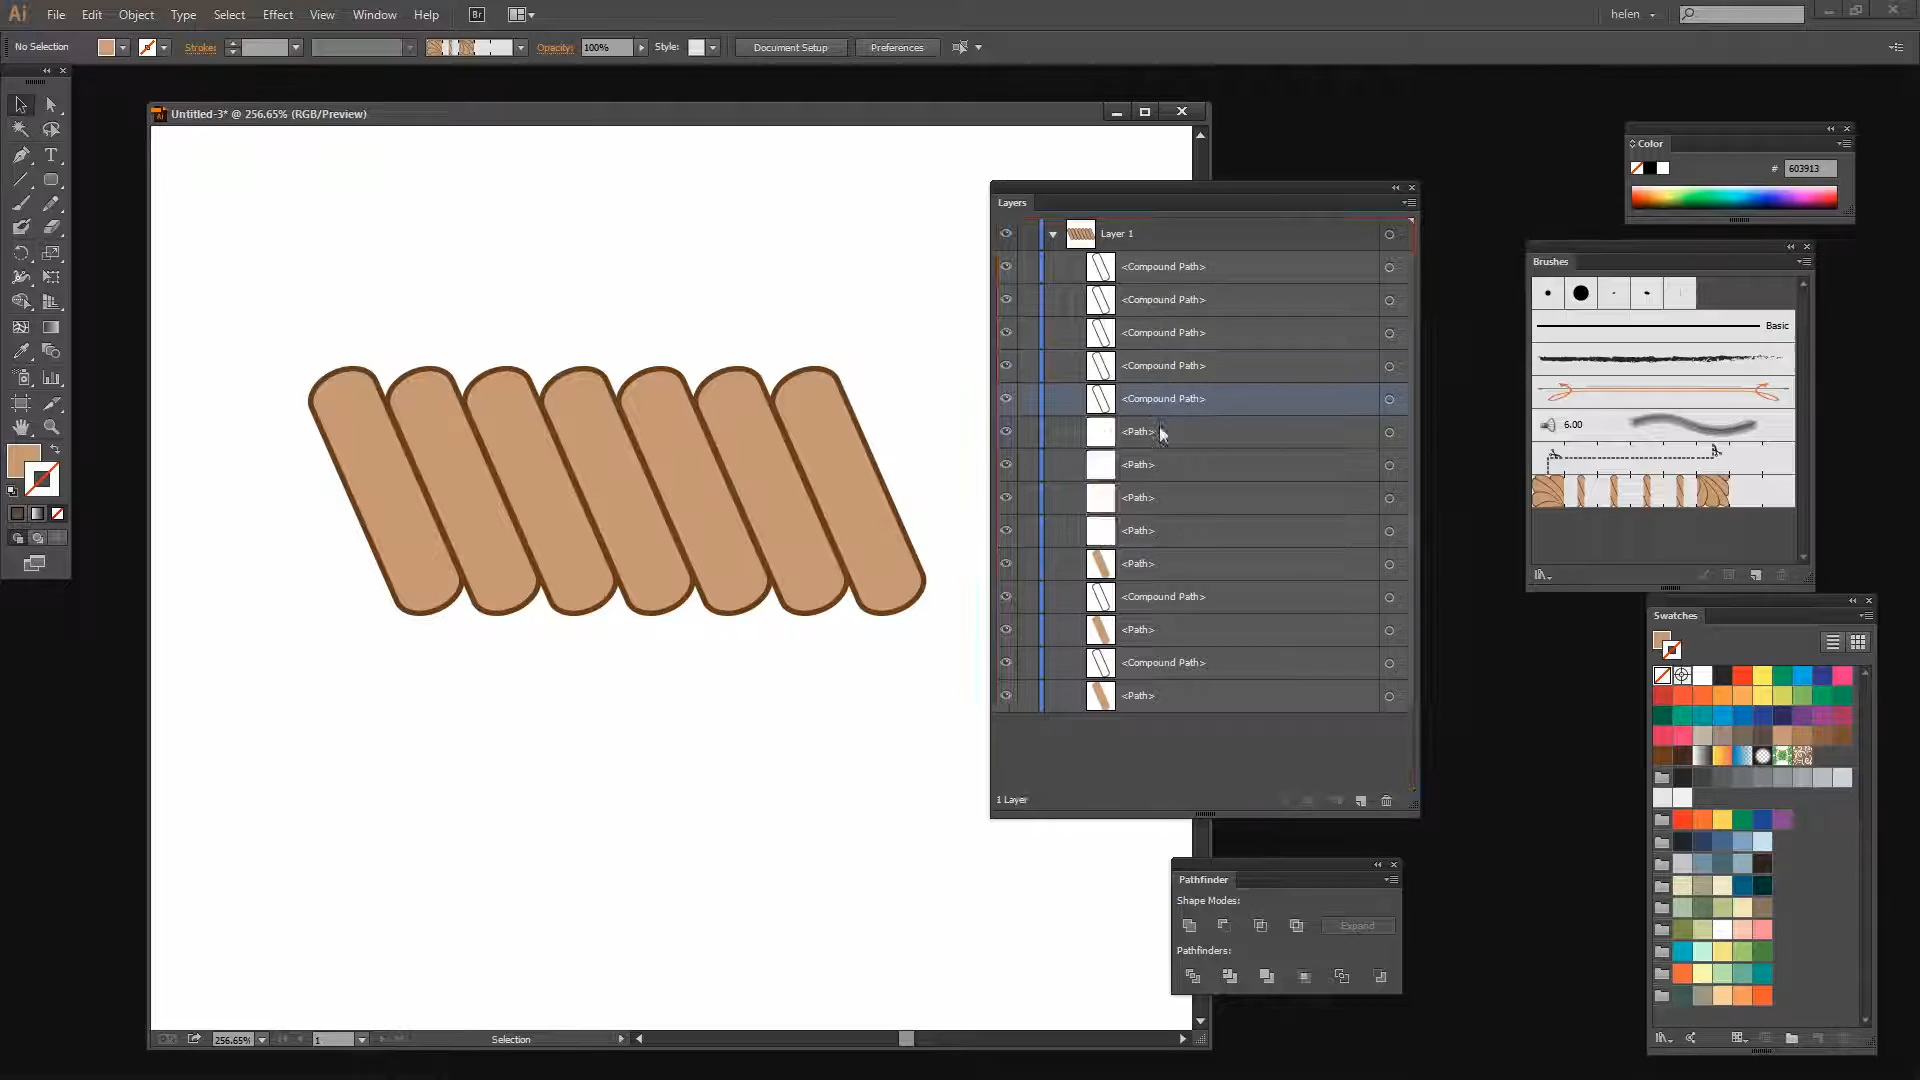 Ai File Edit Object Type Select Effect View Window Help Br helen
No Selection Stroke: Opacity: 100% Style: Document Setup Preferences
Untitled-3* @ 256.65% (RGB/Preview)
Layers
Layer 1
<Compound Path>
<Compound Path>
<Compound Path>
<Compound Path>
<Compound Path>
<Path>
<Path>
<Path>
<Path>
<Path>
<Compound Path>
<Path>
<Compound Path>
<Path>
1 Layer
Pathfinder
Shape Modes:
Expand
Pathfinders:
256.65% 1 Selection
Color
# 603913
Brushes
Basic
6.00
Swatches
T